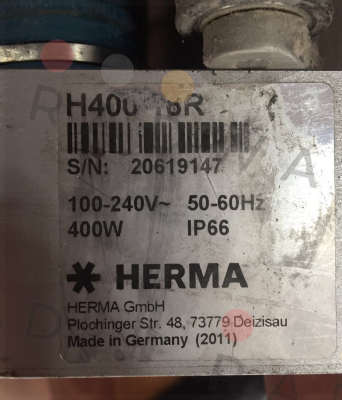 S/N: 20619147
100-240V~ 50-60Hz
400W IP66
HERMA
HERMA GmbH
Plochinger Str. 48, 73779 Deizisau
Made in Germany (2011)